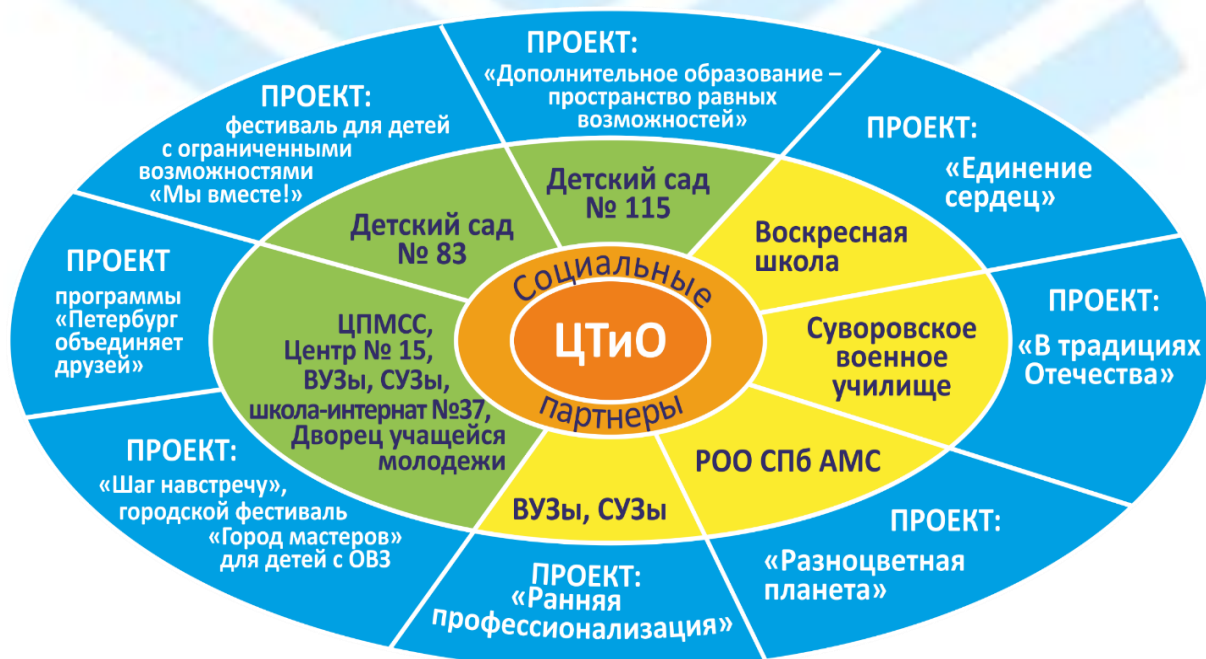 ПРОЕКТ:
«Дополнительное образование –
пространство равных
возможностей»
ПРОЕКТ:
фестиваль для детей
с ограниченными
возможностями
«Мы вместе!»
ПРОЕКТ:
«Единение
сердец»
ПРОЕКТ
программы
«Петербург
объединяет
друзей»
ПРОЕКТ:
«В традициях
Отечества»
ПРОЕКТ:
«Шаг навстречу»,
городской фестиваль
«Город мастеров»
для детей с ОВЗ
ПРОЕКТ:
«Ранняя
профессионализация»
ПРОЕКТ:
«Разноцветная
планета»
Детский сад
№ 83
Детский сад
№ 115
Воскресная
школа
Суворовское
военное
училище
ЦПМСС,
Центр № 15,
ВУЗы, СУЗы,
школа-интернат №37,
Дворец учащейся
молодежи
ВУЗы, СУЗы
РОО СПб АМС
Социальные
ЦТиО
партнеры